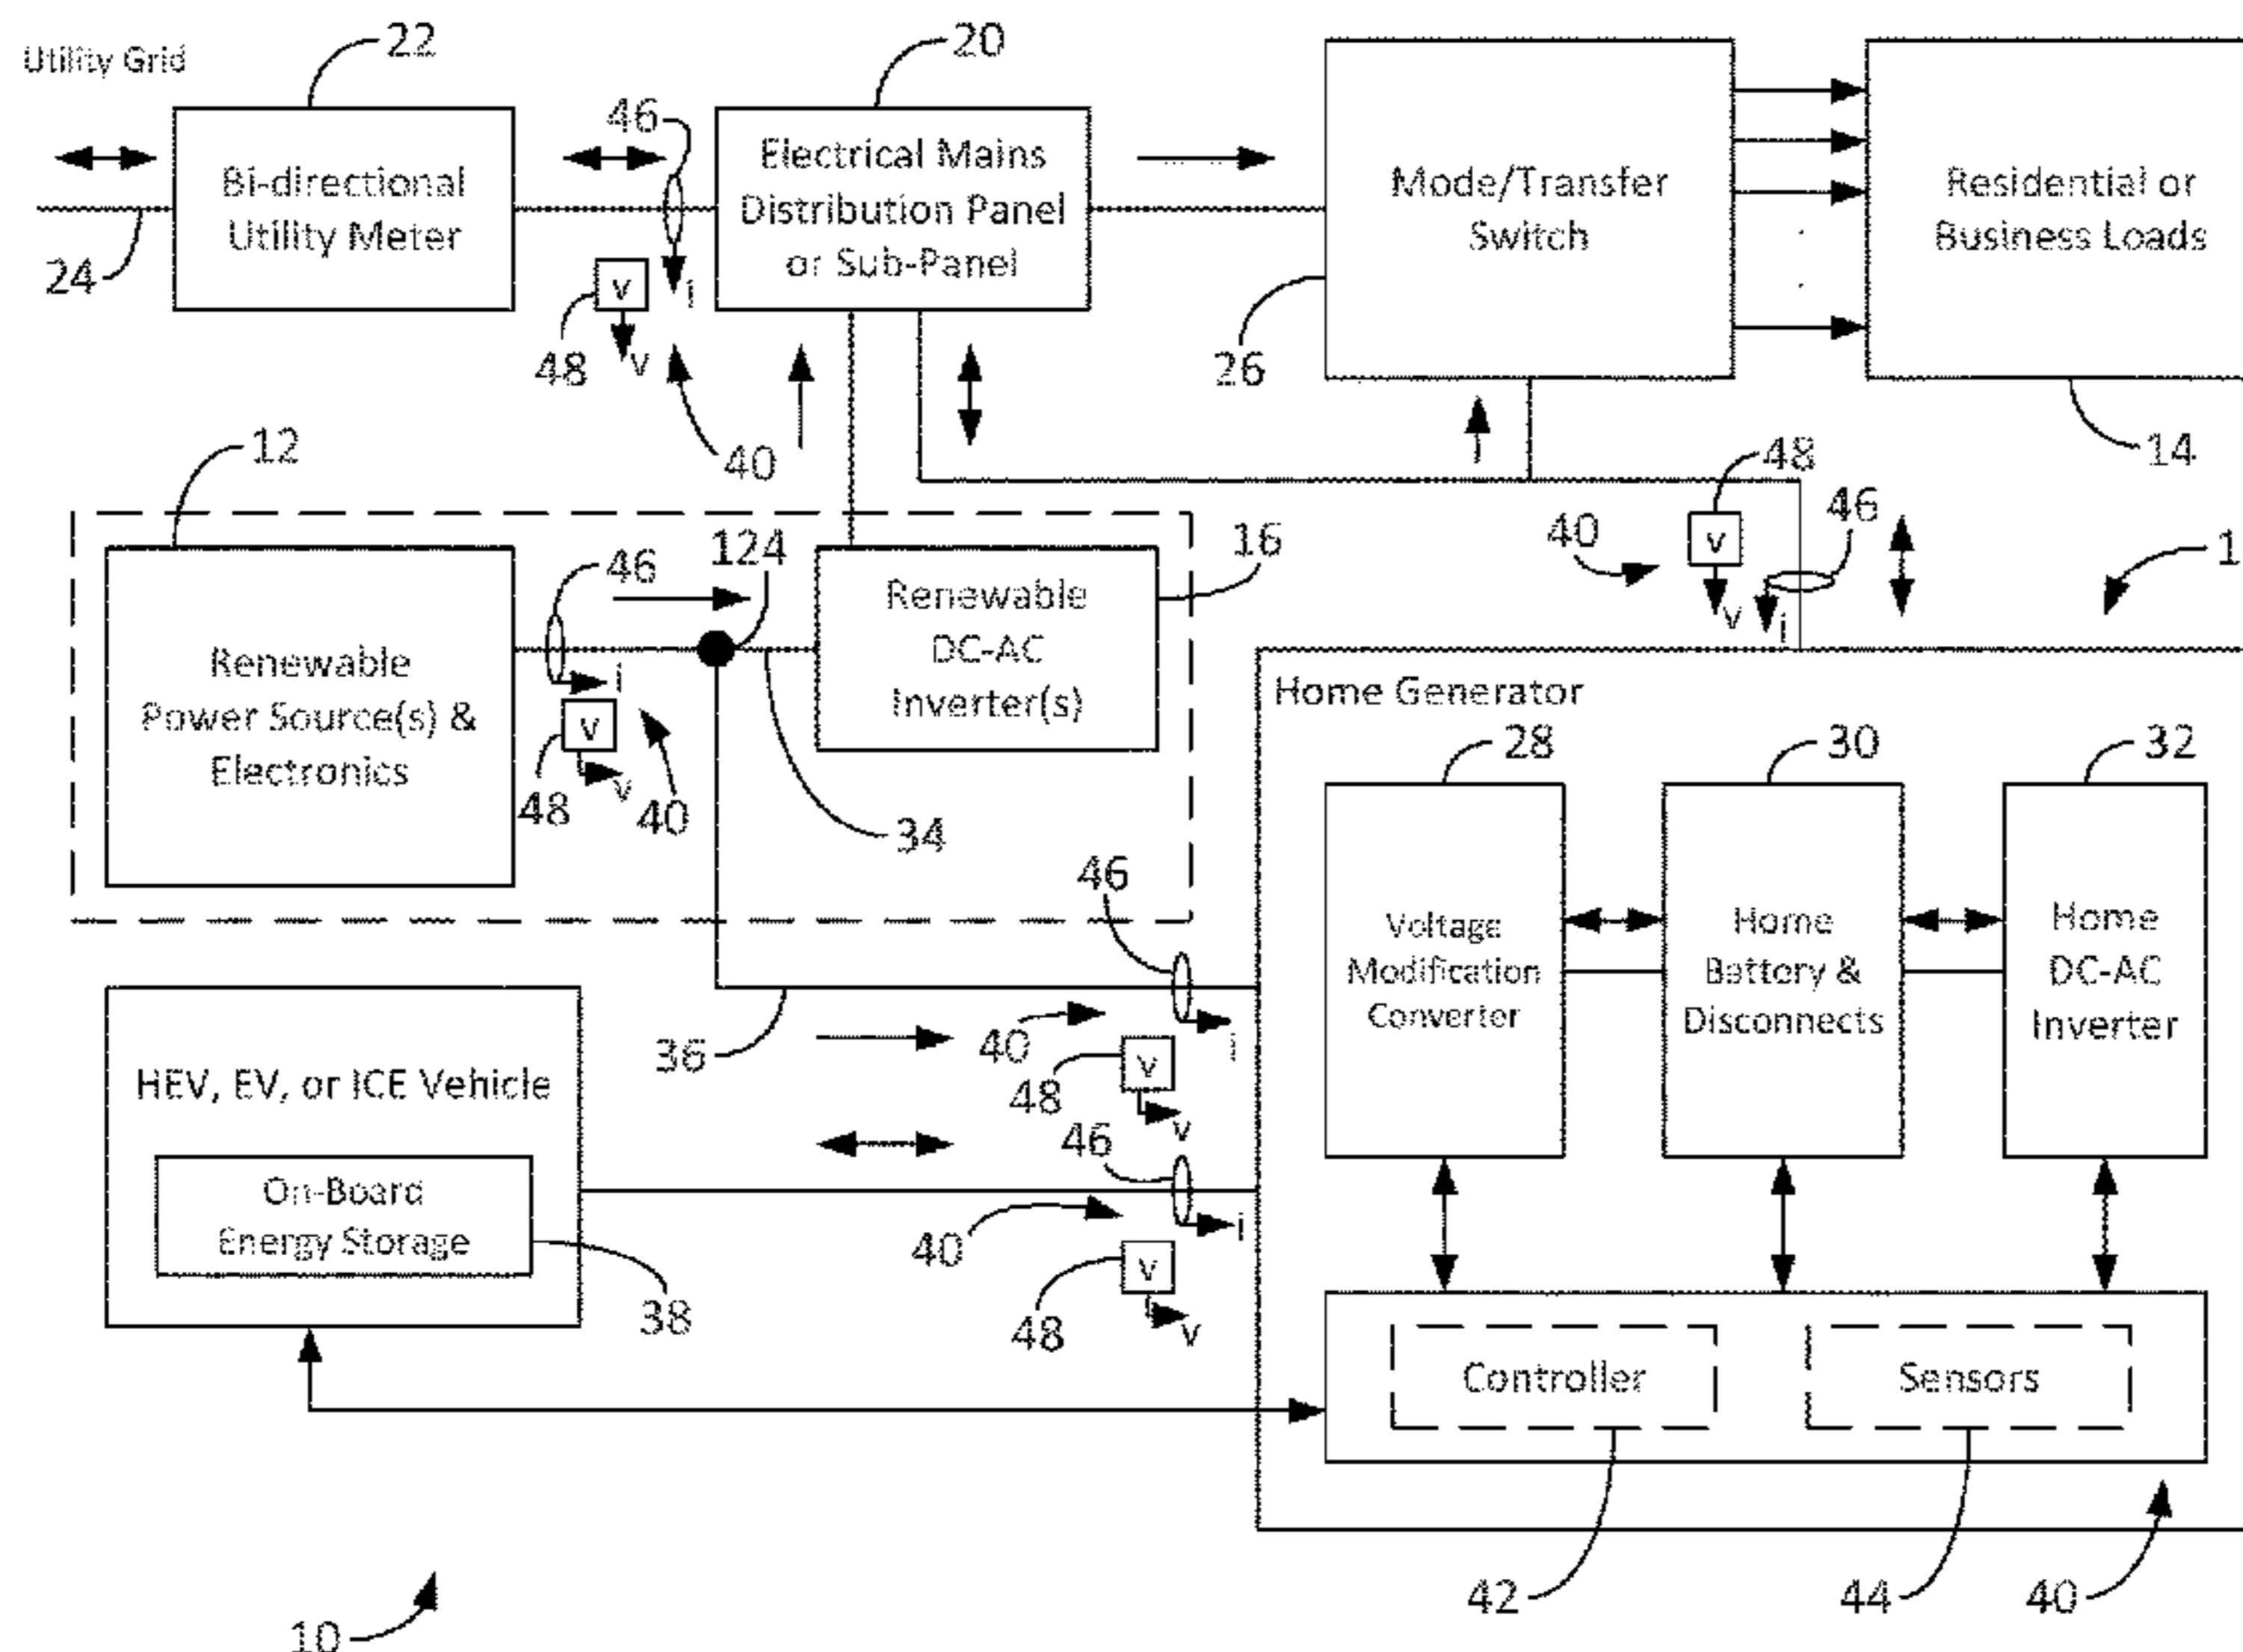 Utility Grid
22
20
46
Bi-directional
Utility Meter
Electrical Mains
Distribution Panel
or Sub-Panel
Mode/Transfer
Switch
Residential or
Business Loads
24
v
i
48
v
40
26
14
12
124
16
48
46
40
v
v
i
1
46
Renewable
Power Source(s) &
Electronics
i
v
v
48
40
Renewable
DC-AC
Inverter(s)
34
Home Generator
28
30
32
Voltage
Modification
Converter
Home
Battery &
Disconnects
Home
DC-AC
Inverter
46
36
40
i
48
v
v
HEV, EV, or ICE Vehicle
On-Board
Energy Storage
38
46
40
i
48
v
v
Controller
Sensors
42
44
40
10